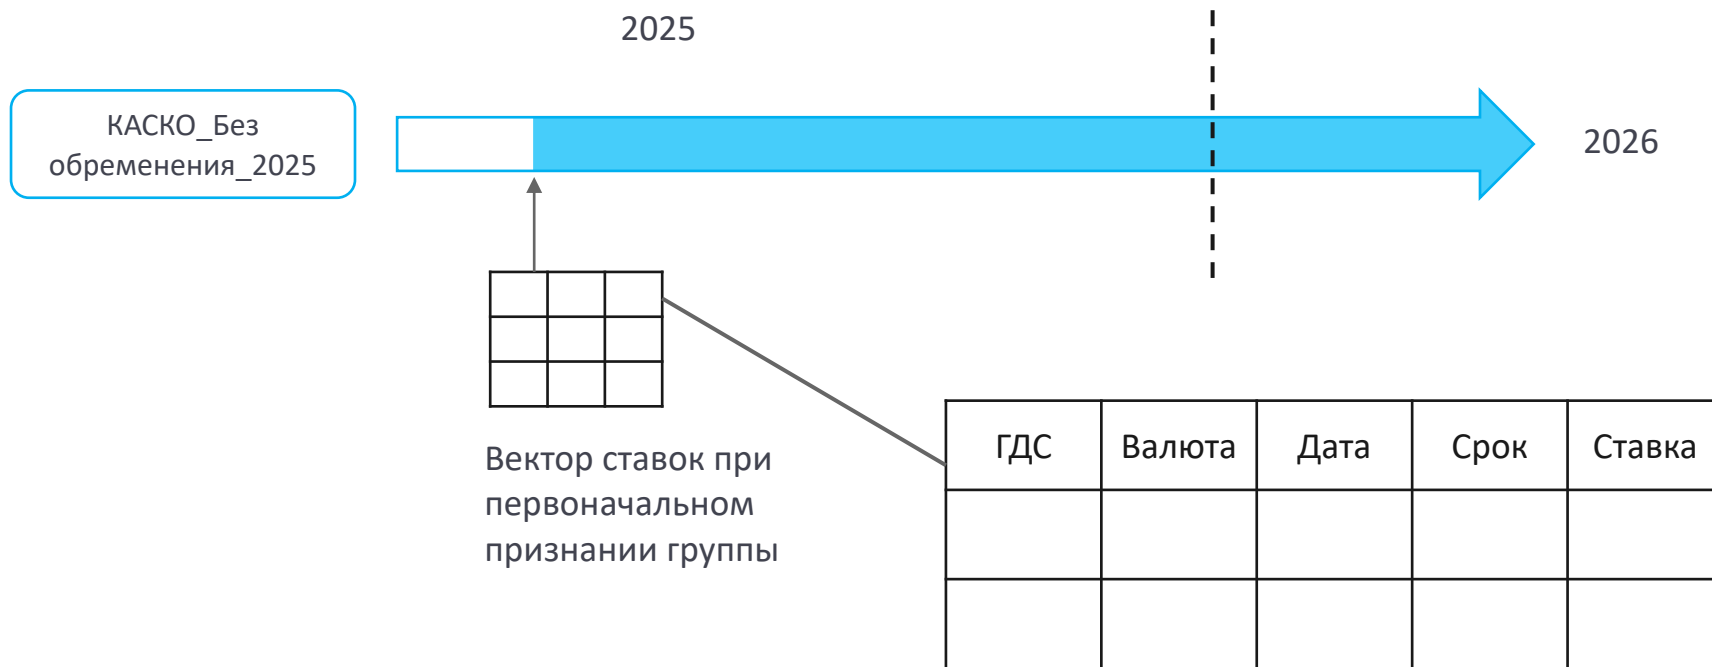 2025
КАСКО_Без
обременения_2025
2026
Вектор ставок при
первоначальном
признании группы
ГДС
Валюта
Дата
Срок
Ставка